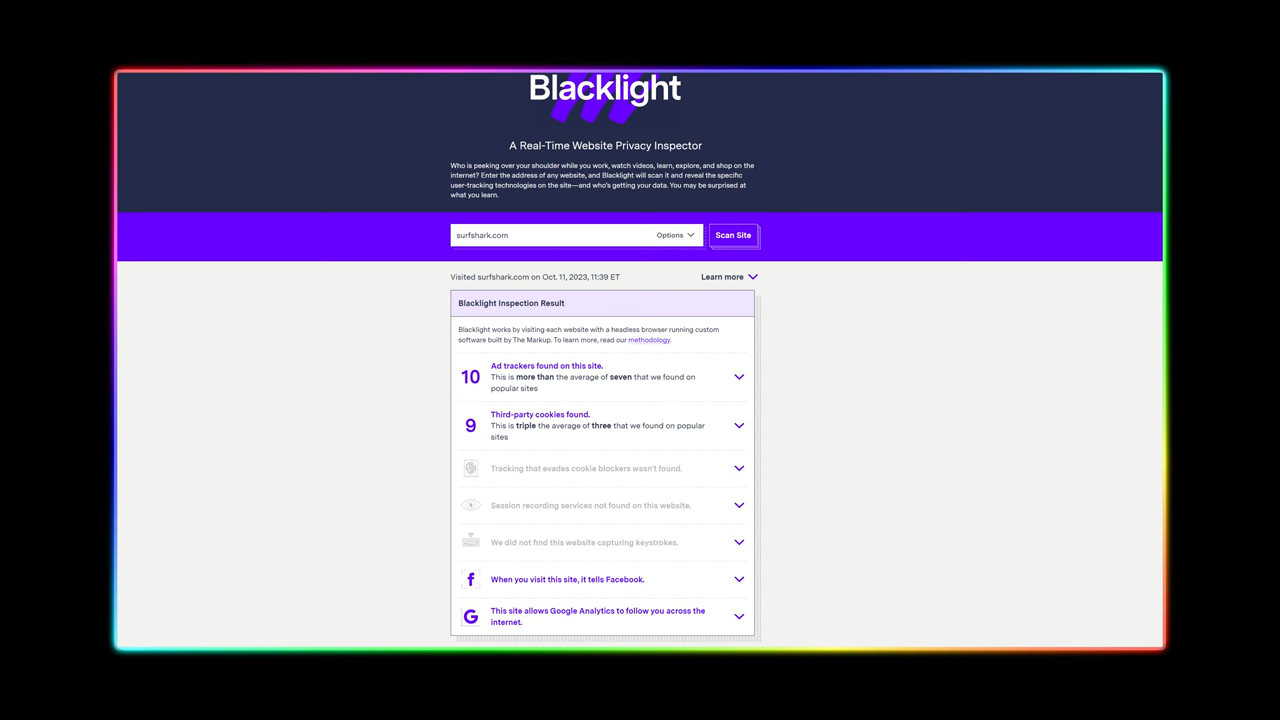 Blacklight
A Real-Time Website Privacy Inspector
Who is peeking over your shoulder while you work, watch videos, learn, explore, and shop on the
internet? Enter the address of any website, and Blacklight will scan it and reveal the specific
user-tracking technologies on the site—and who's getting your data. You may be surprised at
what you learn.
surfshark.com Options Scan Site
Visited surfshark.com on Oct. 11, 2023, 11:39 ET Learn more
Blacklight Inspection Result
Blacklight works by visiting each website with a headless browser running custom
software built by The Markup. To learn more, read our methodology.
10 Ad trackers found on this site.
This is more than the average of seven that we found on
popular sites
9 Third-party cookies found.
This is triple the average of three that we found on popular
sites
Tracking that evades cookie blockers wasn't found.
Session recording services not found on this website.
We did not find this website capturing keystrokes.
f When you visit this site, it tells Facebook.
G This site allows Google Analytics to follow you across the
internet.